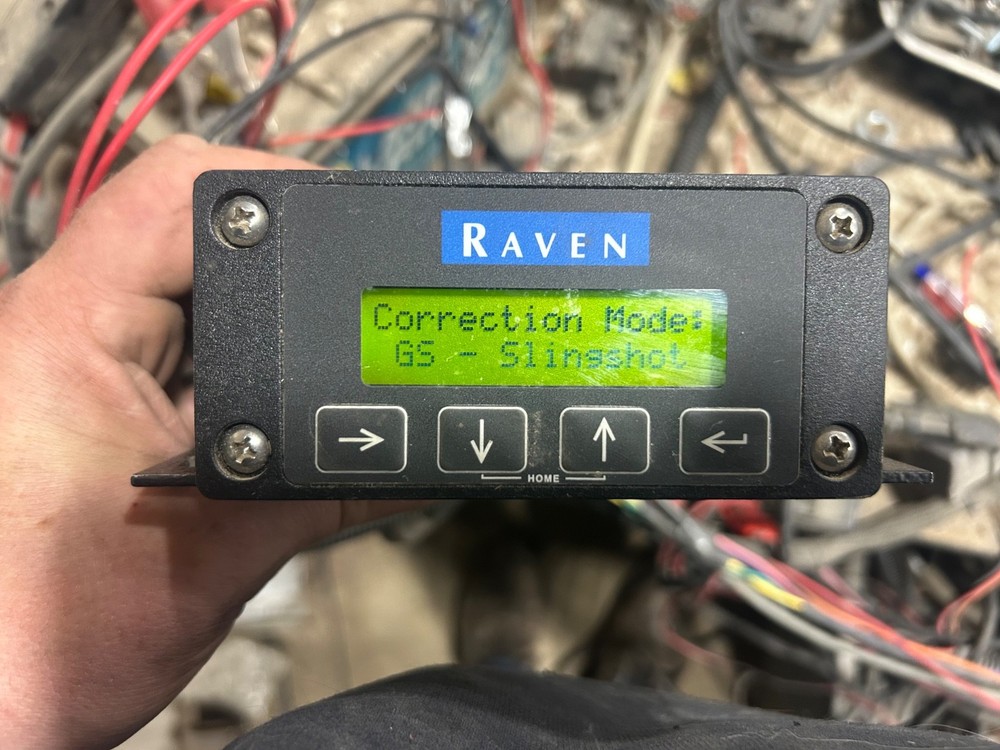 RAVEN
Correction Mode:
GS - Slingshot
HOME